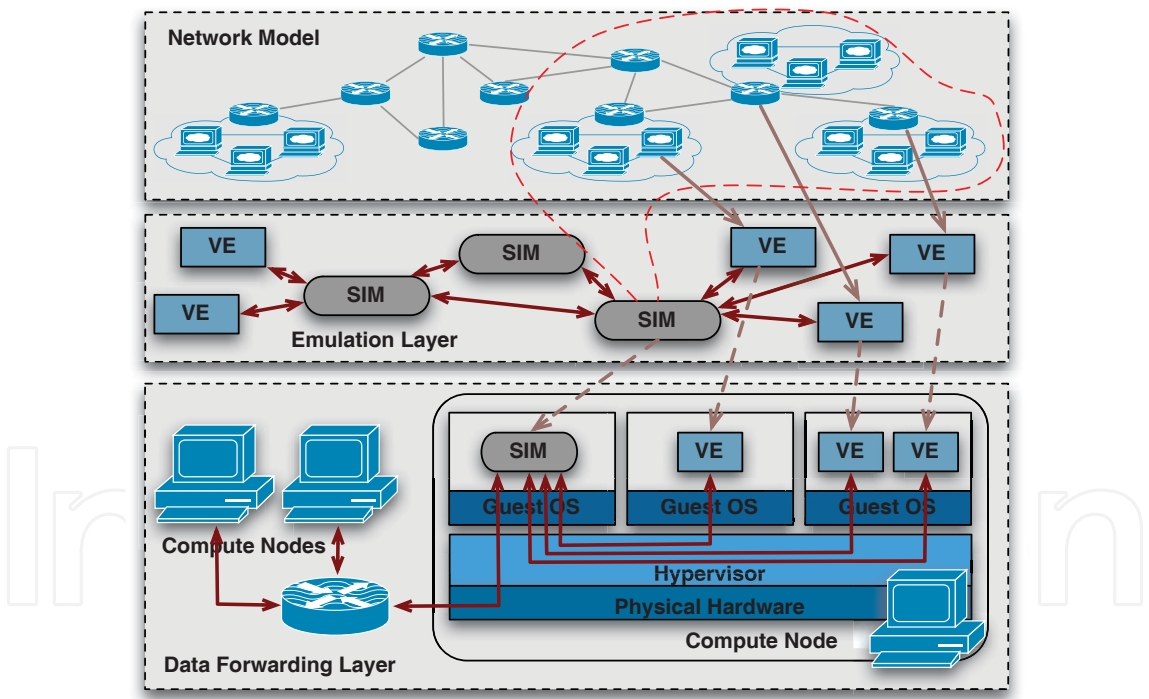 Network Model
VE
VE
VE
SIM
VE
SIM
VE
SIM
VE
Emulation Layer
SIM
VE
VE
VE
Guest OS
Guest OS
Guest OS
Compute Nodes
Hypervisor
Physical Hardware
Compute Node
Data Forwarding Layer